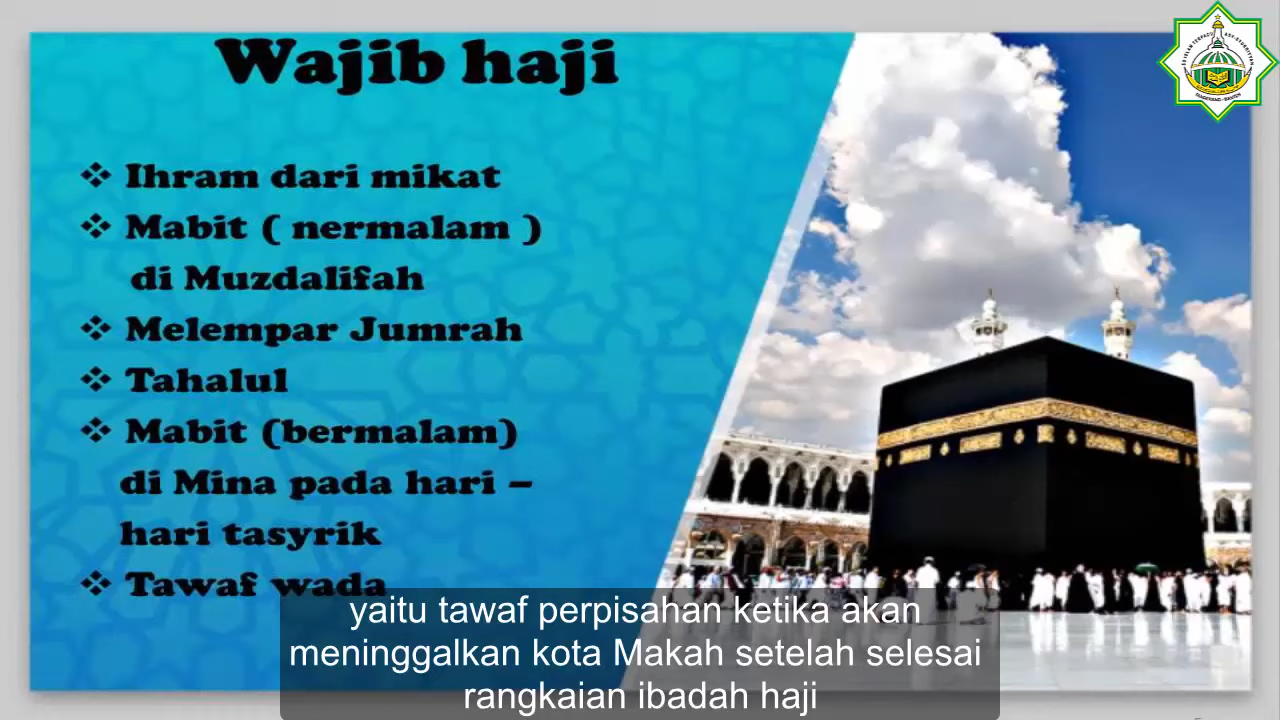 Wajib haji
❖ Ihram dari mikat
❖ Mabit ( nermalam )
di Muzdalifah
❖ Melempar Jumrah
❖ Tahalul
❖ Mabit (bermalam)
di Mina pada hari –
hari tasyrik
❖ Tawaf wada
yaitu tawaf perpisahan ketika akan
meninggalkan kota Makah setelah selesai
rangkaian ibadah haji